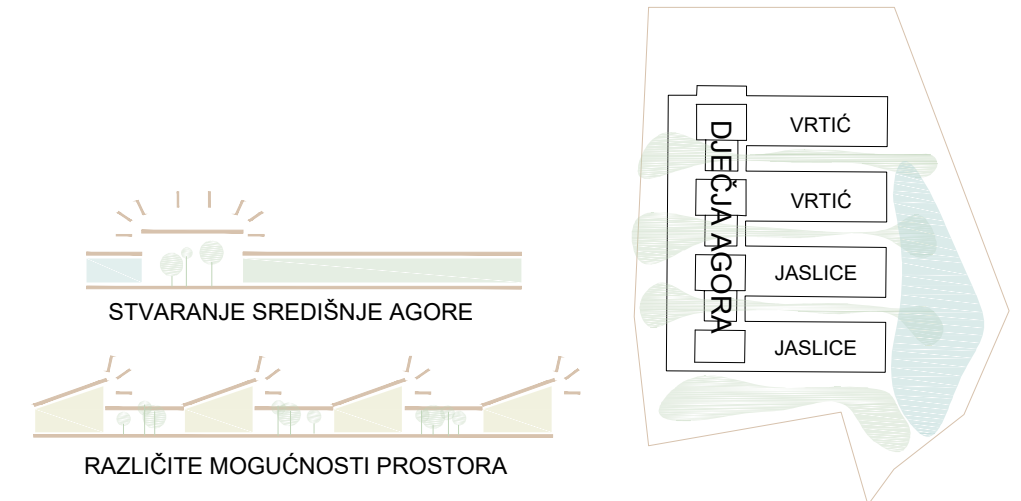 STVARANJE SREDIŠNJE AGORE
RAZLIČITE MOGUĆNOSTI PROSTORA
DJEČJA AGORA
VRTIĆ
VRTIĆ
JASLICE
JASLICE